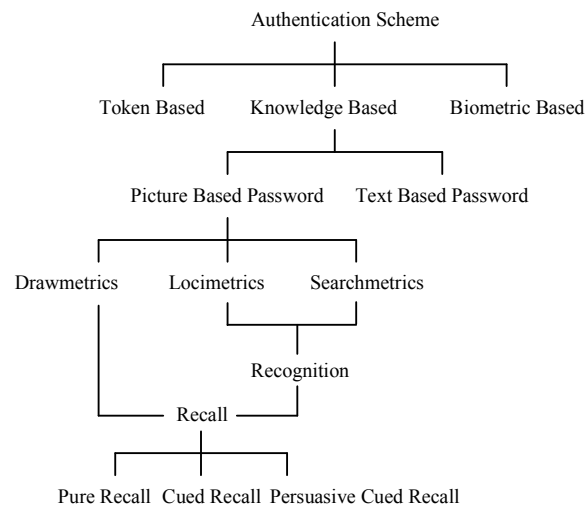 Authentication Scheme
Token Based Knowledge Based Biometric Based
Picture Based Password Text Based Password
Drawmetrics Locimetrics Searchmetrics
Recognition
Recall
Pure Recall Cued Recall Persuasive Cued Recall